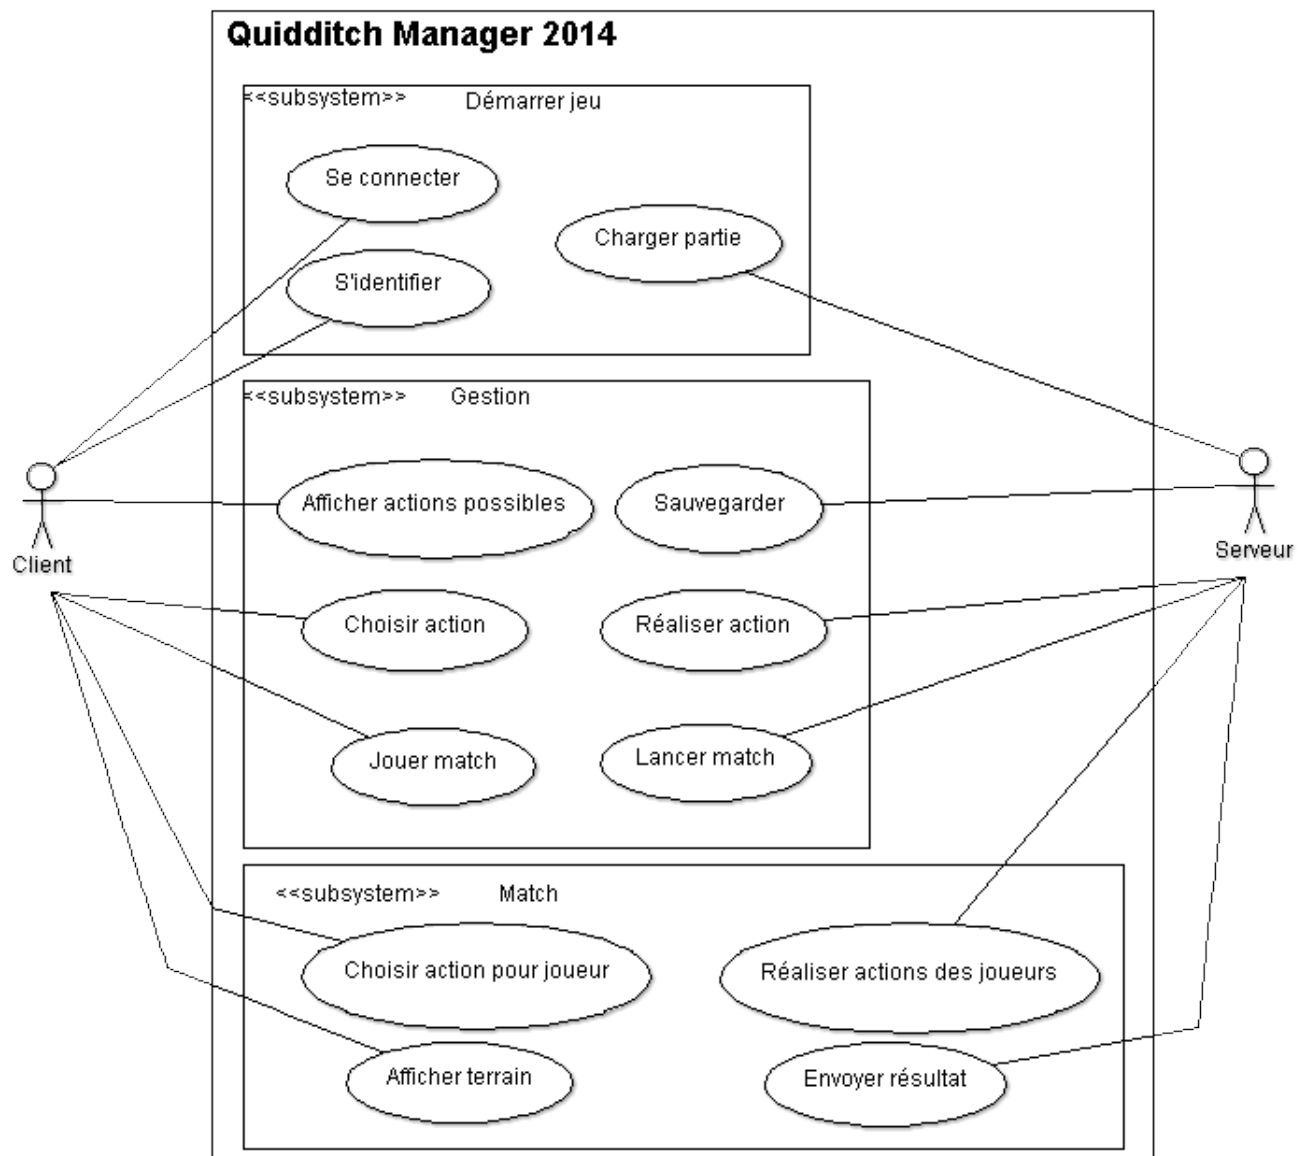 Quidditch Manager 2014
<<subsystem>> Démarrer jeu
Se connecter
Charger partie
S'identifier
<<subsystem>> Gestion
Afficher actions possibles
Sauvegarder
Client
Serveur
Choisir action
Réaliser action
Jouer match
Lancer match
<<subsystem>> Match
Choisir action pour joueur
Réaliser actions des joueurs
Afficher terrain
Envoyer résultat